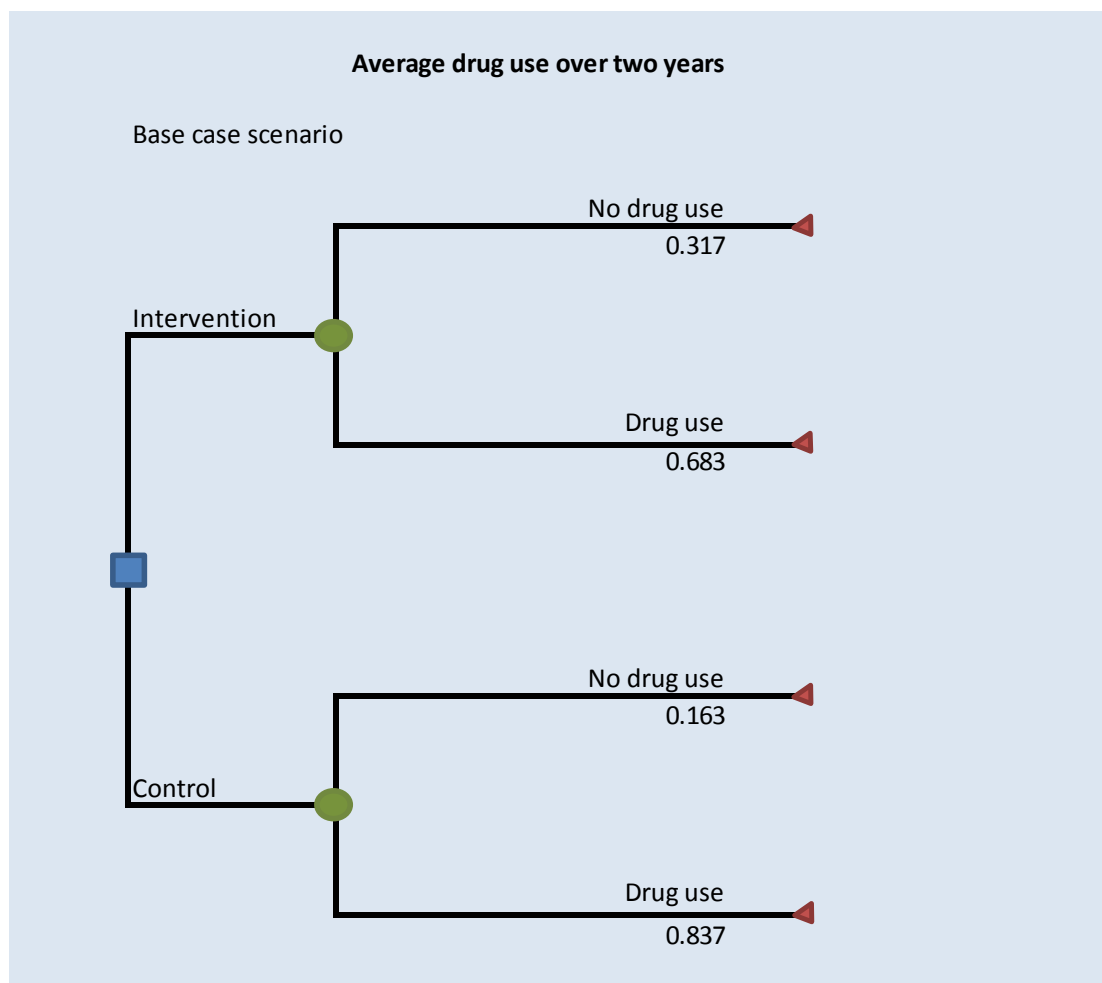 Average drug use over two years
Base case scenario
No drug use
0.317
Intervention
Drug use
0.683
No drug use
0.163
Control
Drug use
0.837